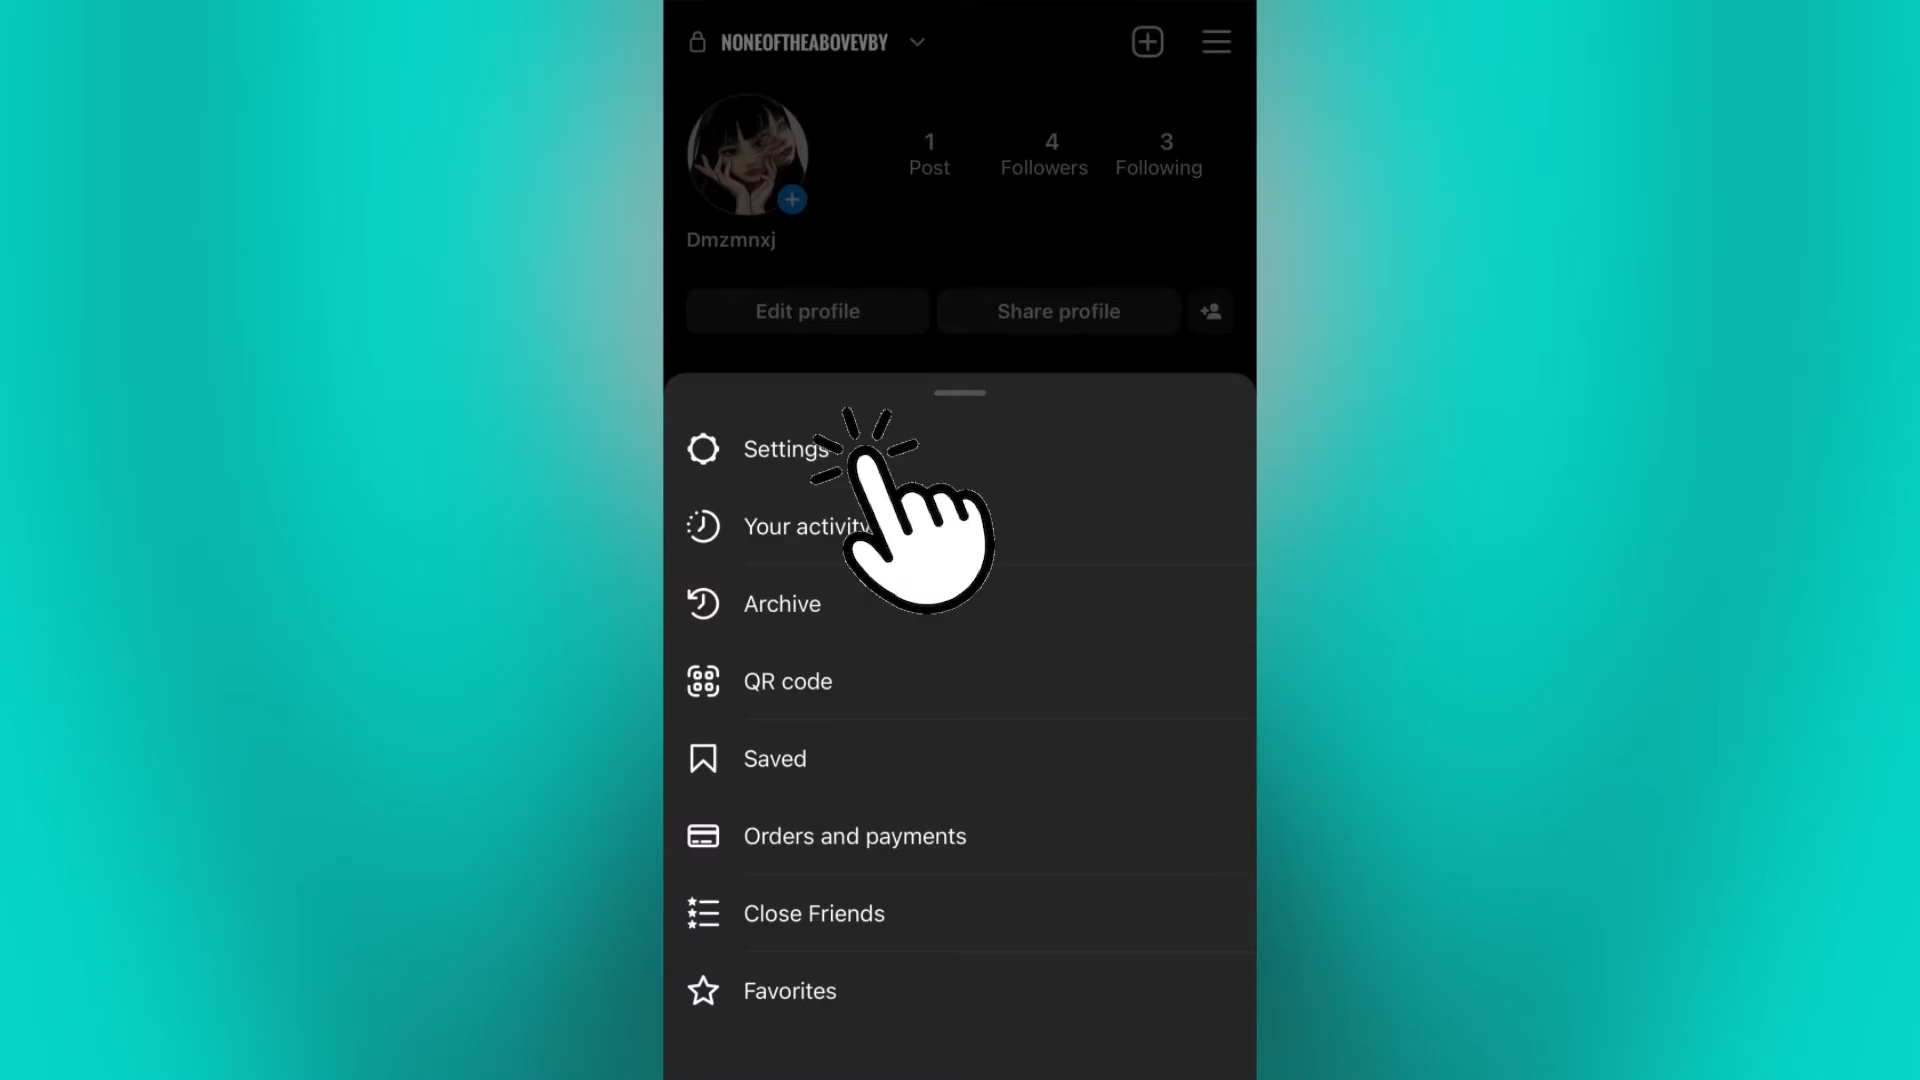 NONEOFTHEABOVEVBY
1 4 3
Post Followers Following
Dmzmnxj
Edit profile Share profile
Settings
Your activity
Archive
QR code
Saved
Orders and payments
Close Friends
Favorites